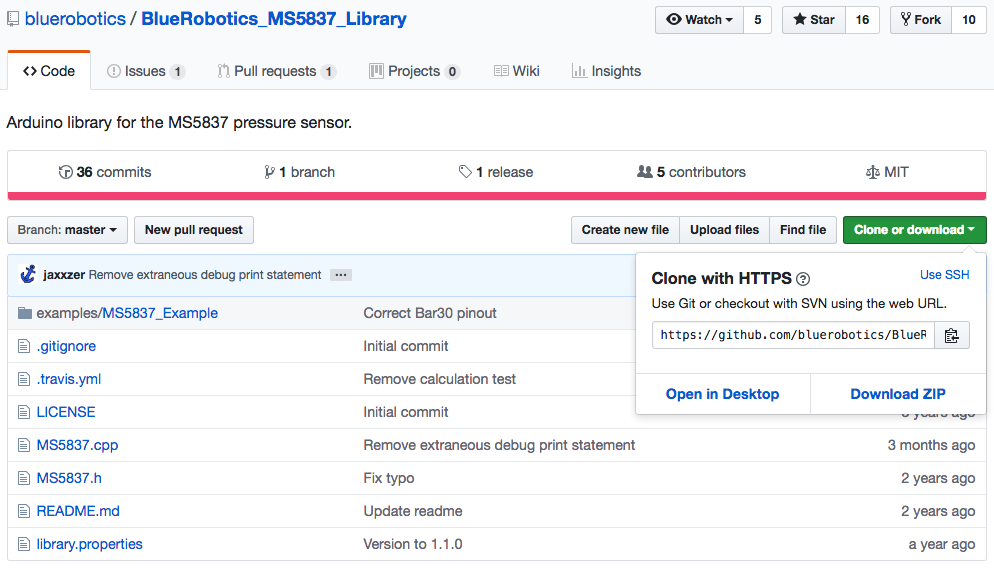 bluerobotics / BlueRobotics_MS5837_Library
Watch 5 Star 16 Fork 10
Code Issues 1 Pull requests 1 Projects 0 Wiki Insights
Arduino library for the MS5837 pressure sensor.
36 commits 1 branch 1 release 5 contributors MIT
Branch: master New pull request Create new file Upload files Find file Clone or download
jaxxzer Remove extraneous debug print statement ...
Clone with HTTPS ? Use SSH
Use Git or checkout with SVN using the web URL.
https://github.com/bluerobotics/BlueR
Open in Desktop Download ZIP
examples/MS5837_Example Correct Bar30 pinout
.gitignore Initial commit
.travis.yml Remove calculation test
LICENSE Initial commit years ago
MS5837.cpp Remove extraneous debug print statement 3 months ago
MS5837.h Fix typo 2 years ago
README.md Update readme 2 years ago
library.properties Version to 1.1.0 a year ago